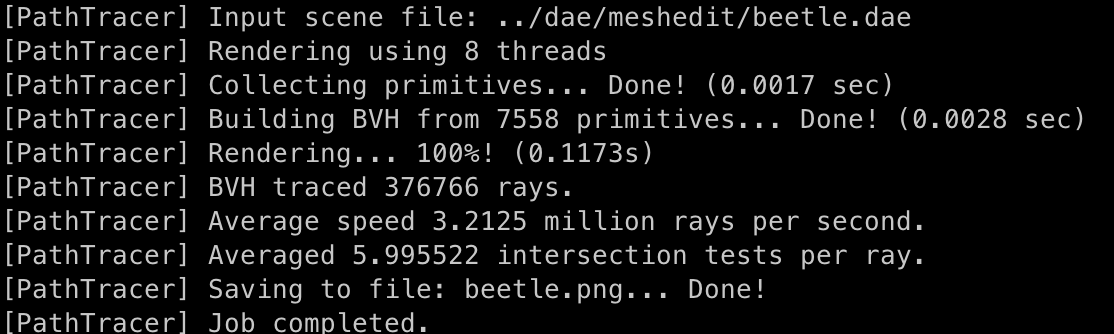 [PathTracer] Input scene file: ../dae/meshedit/beetle.dae
[PathTracer] Rendering using 8 threads
[PathTracer] Collecting primitives... Done! (0.0017 sec)
[PathTracer] Building BVH from 7558 primitives... Done! (0.0028 sec)
[PathTracer] Rendering... 100%! (0.1173s)
[PathTracer] BVH traced 376766 rays.
[PathTracer] Average speed 3.2125 million rays per second.
[PathTracer] Averaged 5.995522 intersection tests per ray.
[PathTracer] Saving to file: beetle.png... Done!
[PathTracer] Job completed.